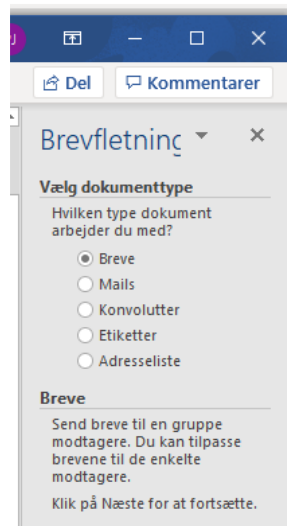 Del
Kommentarer
Brevfletning
Vælg dokumenttype
Hvilken type dokument
arbejder du med?
Breve
Mails
Konvolutter
Etiketter
Adresseliste
Breve
Send breve til en gruppe
modtagere. Du kan tilpasse
brevene til de enkelte
modtagere.
Klik på Næste for at fortsætte.